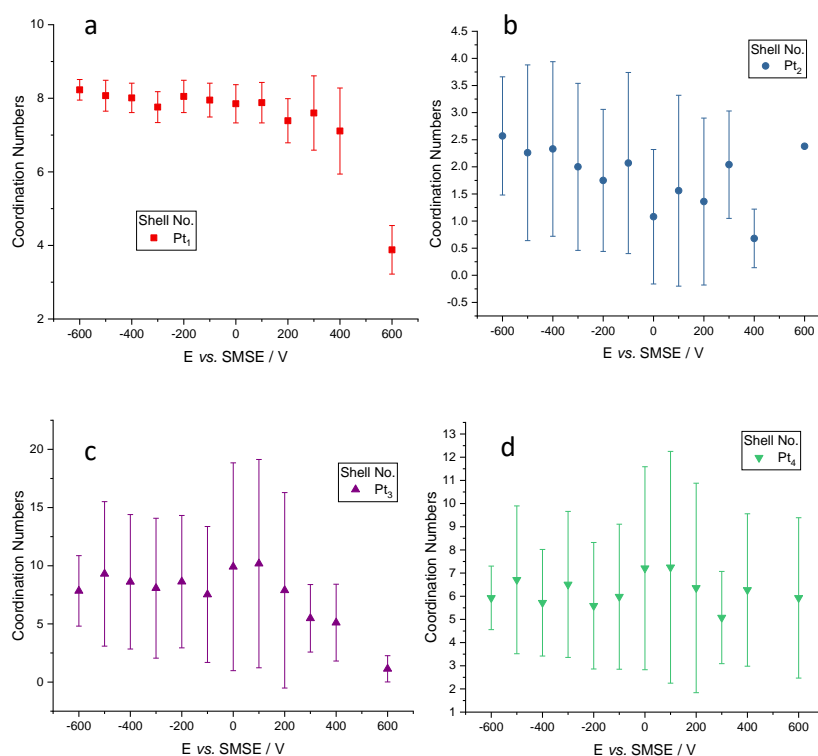 a
10
8
6
4
2
Coordination Numbers
Shell No.
Pt₁
-600 -400 -200 0 200 400 600
E vs. SMSE / V
b
4.5
4.0
3.5
3.0
2.5
2.0
1.5
1.0
0.5
0.0
-0.5
Coordination Numbers
Shell No.
Pt₂
-600 -400 -200 0 200 400 600
E vs. SMSE / V
c
20
15
10
5
0
Coordination Numbers
Shell No.
Pt₃
-600 -400 -200 0 200 400 600
E vs. SMSE / V
d
13
12
11
10
9
8
7
6
5
4
3
2
1
Coordination Numbers
Shell No.
Pt₄
-600 -400 -200 0 200 400 600
E vs. SMSE / V